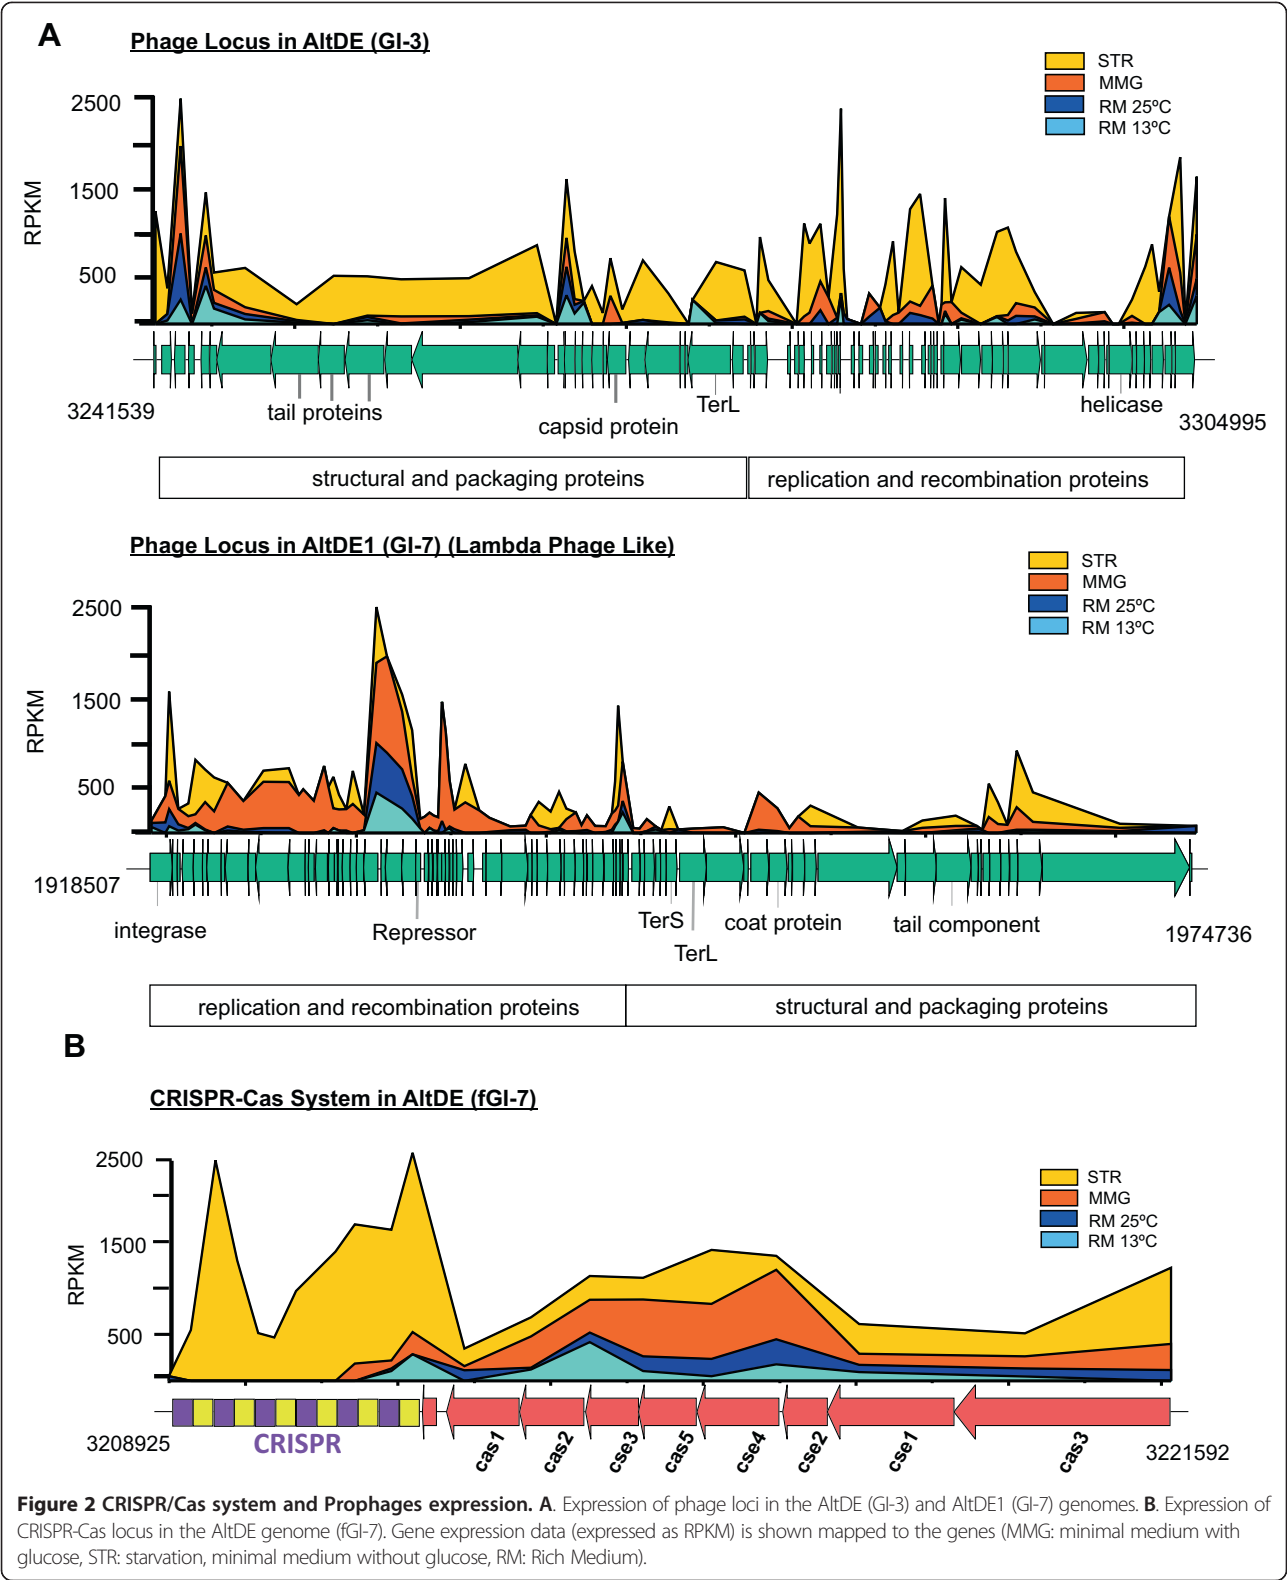 A
Phage Locus in AltDE (GI-3)
STR
MMG
RM 25ºC
RM 13ºC
2500
1500
500
RPKM
3241539
tail proteins
capsid protein
TerL
helicase
3304995
structural and packaging proteins
replication and recombination proteins
Phage Locus in AltDE1 (GI-7) (Lambda Phage Like)
STR
MMG
RM 25ºC
RM 13ºC
2500
1500
500
RPKM
1918507
integrase
Repressor
TerS
TerL
coat protein
tail component
1974736
replication and recombination proteins
structural and packaging proteins
B
CRISPR-Cas System in AltDE (fGI-7)
STR
MMG
RM 25ºC
RM 13ºC
2500
1500
500
RPKM
3208925
CRISPR
cas1
cas2
cse3
cas5
cse4
cse2
cse1
cas3
3221592
Figure 2 CRISPR/Cas system and Prophages expression. A. Expression of phage loci in the AltDE (GI-3) and AltDE1 (GI-7) genomes. B. Expression of
CRISPR-Cas locus in the AltDE genome (fGI-7). Gene expression data (expressed as RPKM) is shown mapped to the genes (MMG: minimal medium with
glucose, STR: starvation, minimal medium without glucose, RM: Rich Medium).